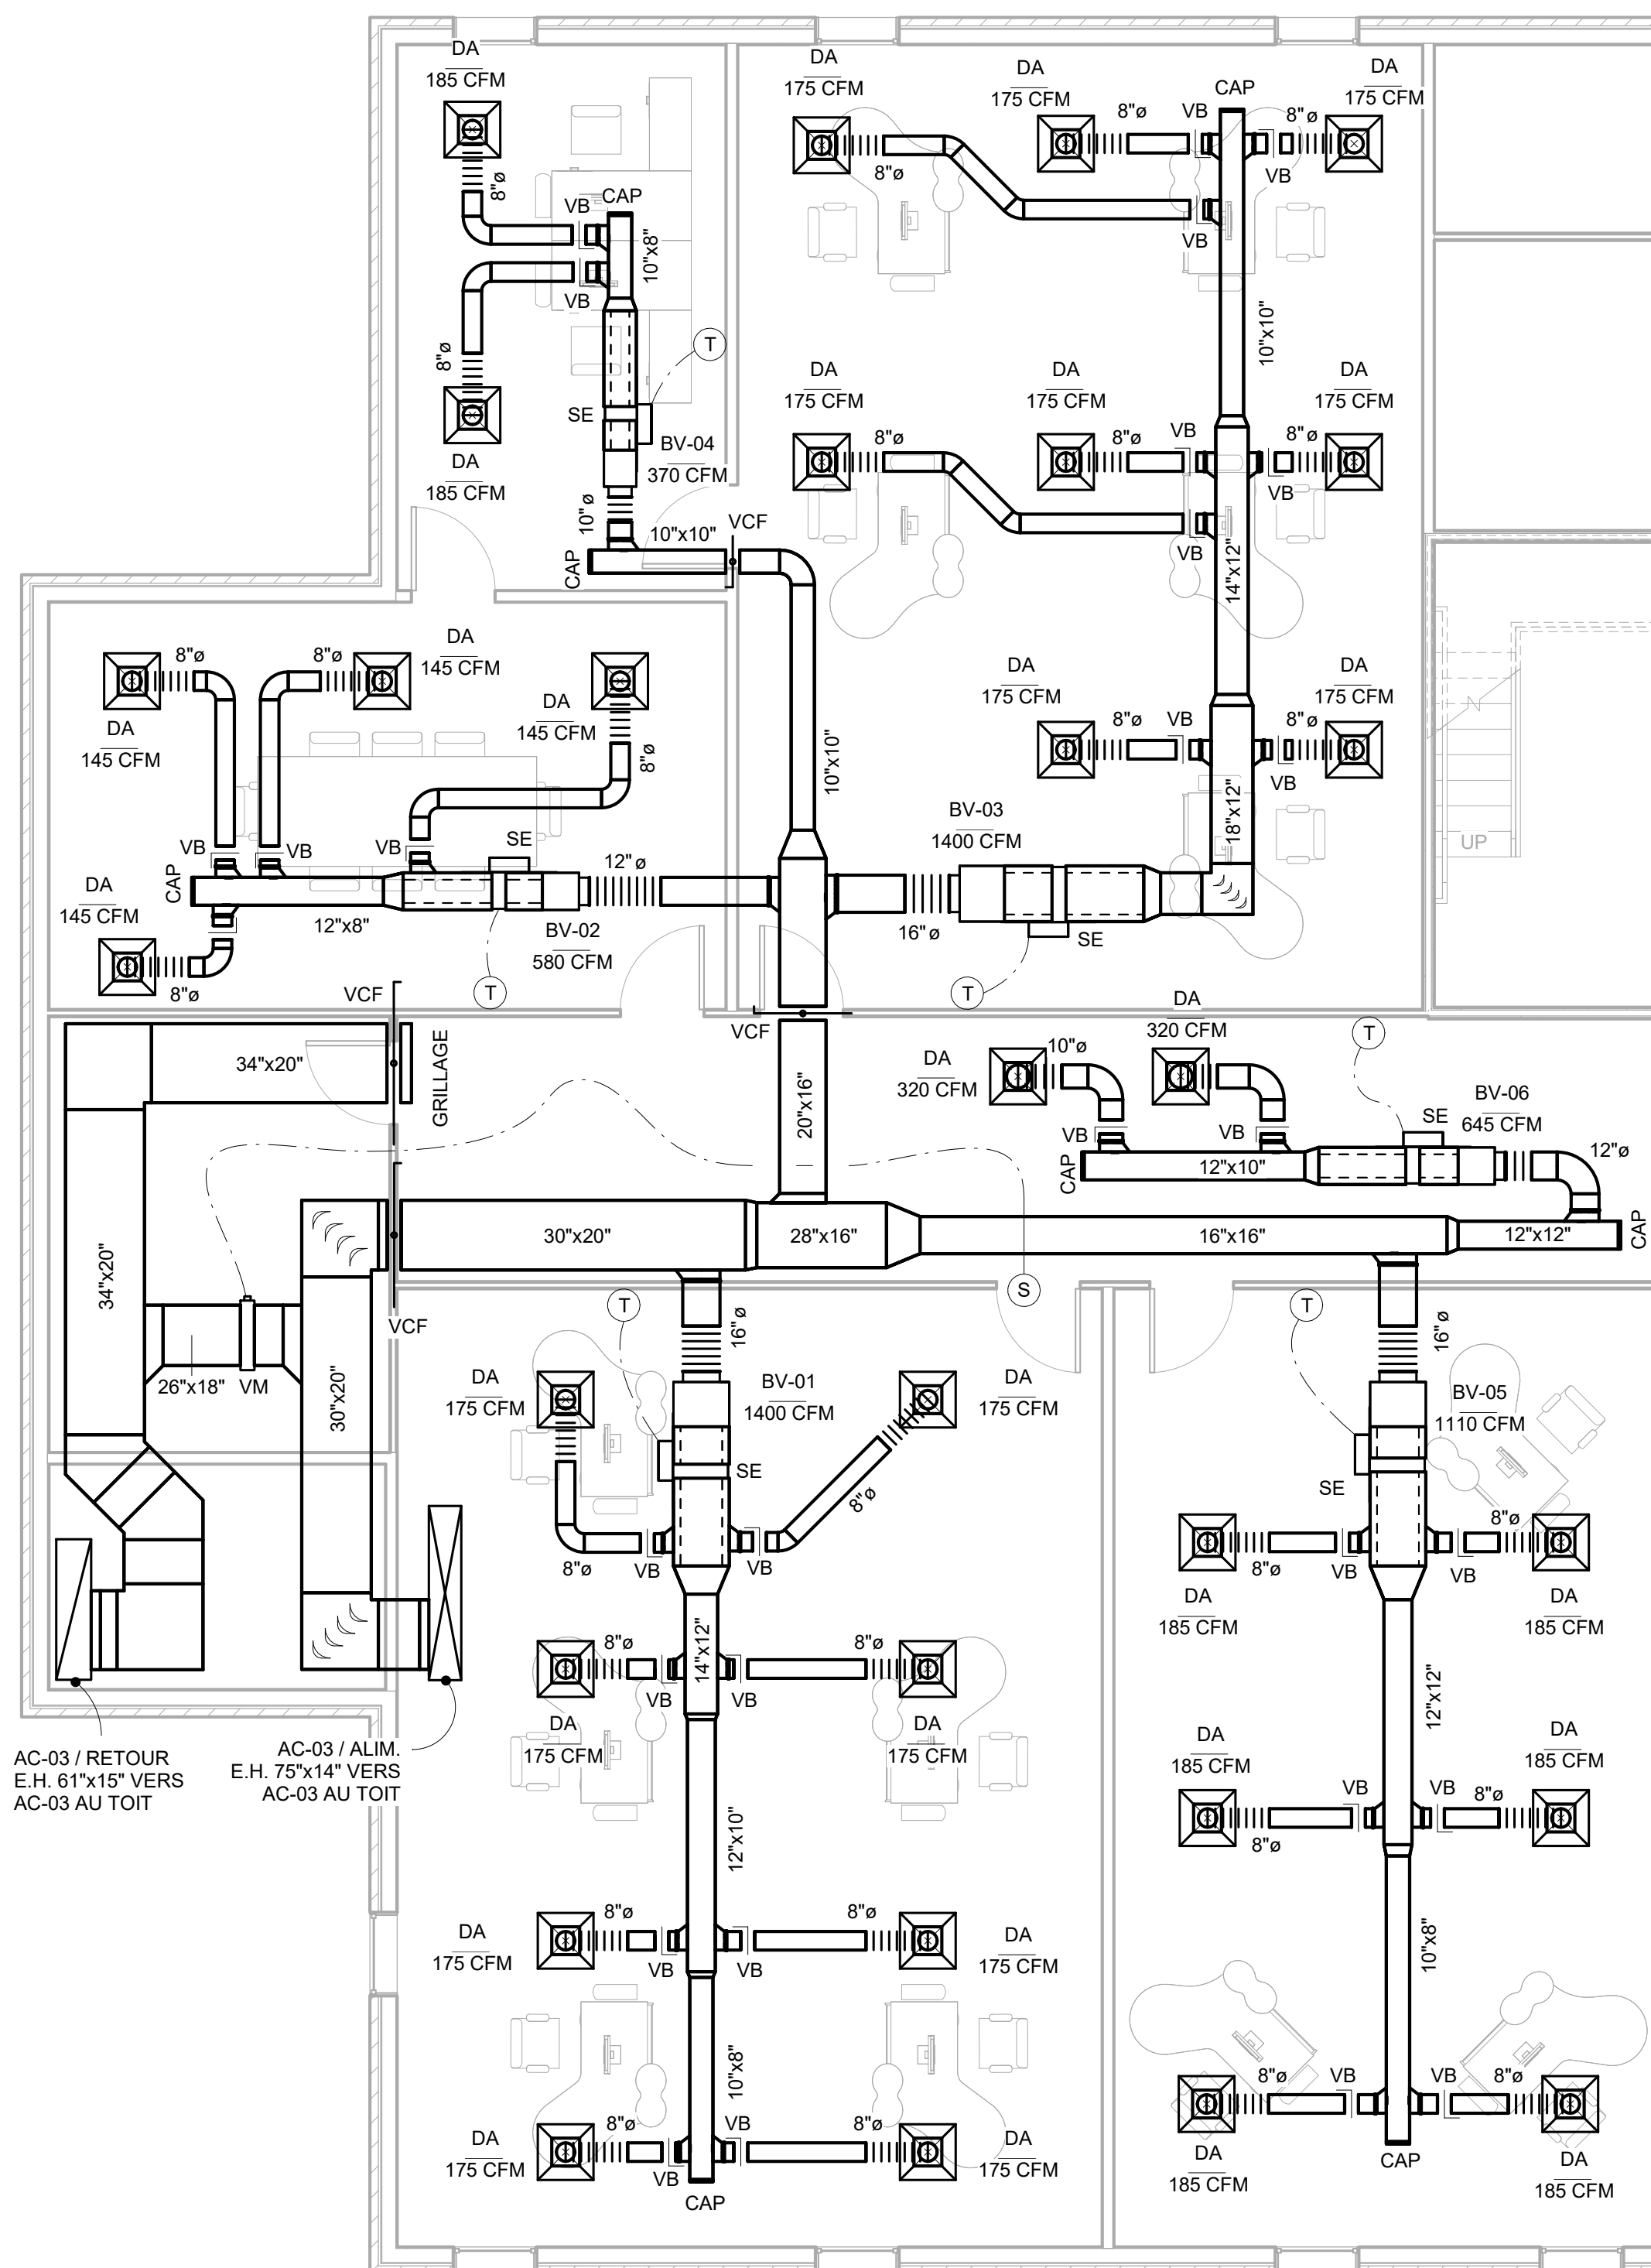 DA
185 CFM
8"ø
VB
CAP
10"x8"
VB
8"ø
T
SE
DA
185 CFM
BV-04
370 CFM
10"ø
10"x10"
VCF
CAP
DA
175 CFM
8"ø
DA
175 CFM
8"ø
VB
CAP
8"ø
DA
175 CFM
VB
VB
10"x10"
DA
175 CFM
8"ø
DA
175 CFM
8"ø
VB
DA
175 CFM
8"ø
VB
VB
14"x12"
DA
175 CFM
8"ø
VB
DA
175 CFM
8"ø
VB
18"x12"
UP
8"ø
8"ø
DA
145 CFM
DA
145 CFM
DA
145 CFM
8"ø
10"x10"
VB
VB
VB
SE
12"ø
CAP
DA
145 CFM
12"x8"
BV-02
580 CFM
8"ø
T
BV-03
1400 CFM
16"ø
SE
T
VCF
VCF
34"x20"
GRILLAGE
20"x16"
DA
320 CFM
10"ø
DA
320 CFM
T
BV-06
645 CFM
SE
12"ø
VB
VB
CAP
12"x10"
34"x20"
30"x20"
28"x16"
16"x16"
12"x12"
CAP
VCF
S
26"x18"
VM
30"x20"
T
16"ø
T
16"ø
DA
175 CFM
BV-01
1400 CFM
DA
175 CFM
BV-05
1110 CFM
SE
8"ø
SE
8"ø
VB
VB
8"ø
VB
8"ø
VB
DA
185 CFM
DA
185 CFM
8"ø
14"x12"
8"ø
VB
VB
DA
175 CFM
DA
175 CFM
12"x12"
AC-03 / RETOUR
E.H. 61"x15" VERS
AC-03 AU TOIT
AC-03 / ALIM.
E.H. 75"x14" VERS
AC-03 AU TOIT
DA
185 CFM
DA
185 CFM
VB
VB
8"ø
8"ø
12"x10"
DA
175 CFM
8"ø
8"ø
VB
VB
DA
175 CFM
10"x8"
10"x8"
DA
175 CFM
8"ø
VB
VB
8"ø
DA
175 CFM
CAP
8"ø
VB
VB
8"ø
DA
185 CFM
CAP
DA
185 CFM